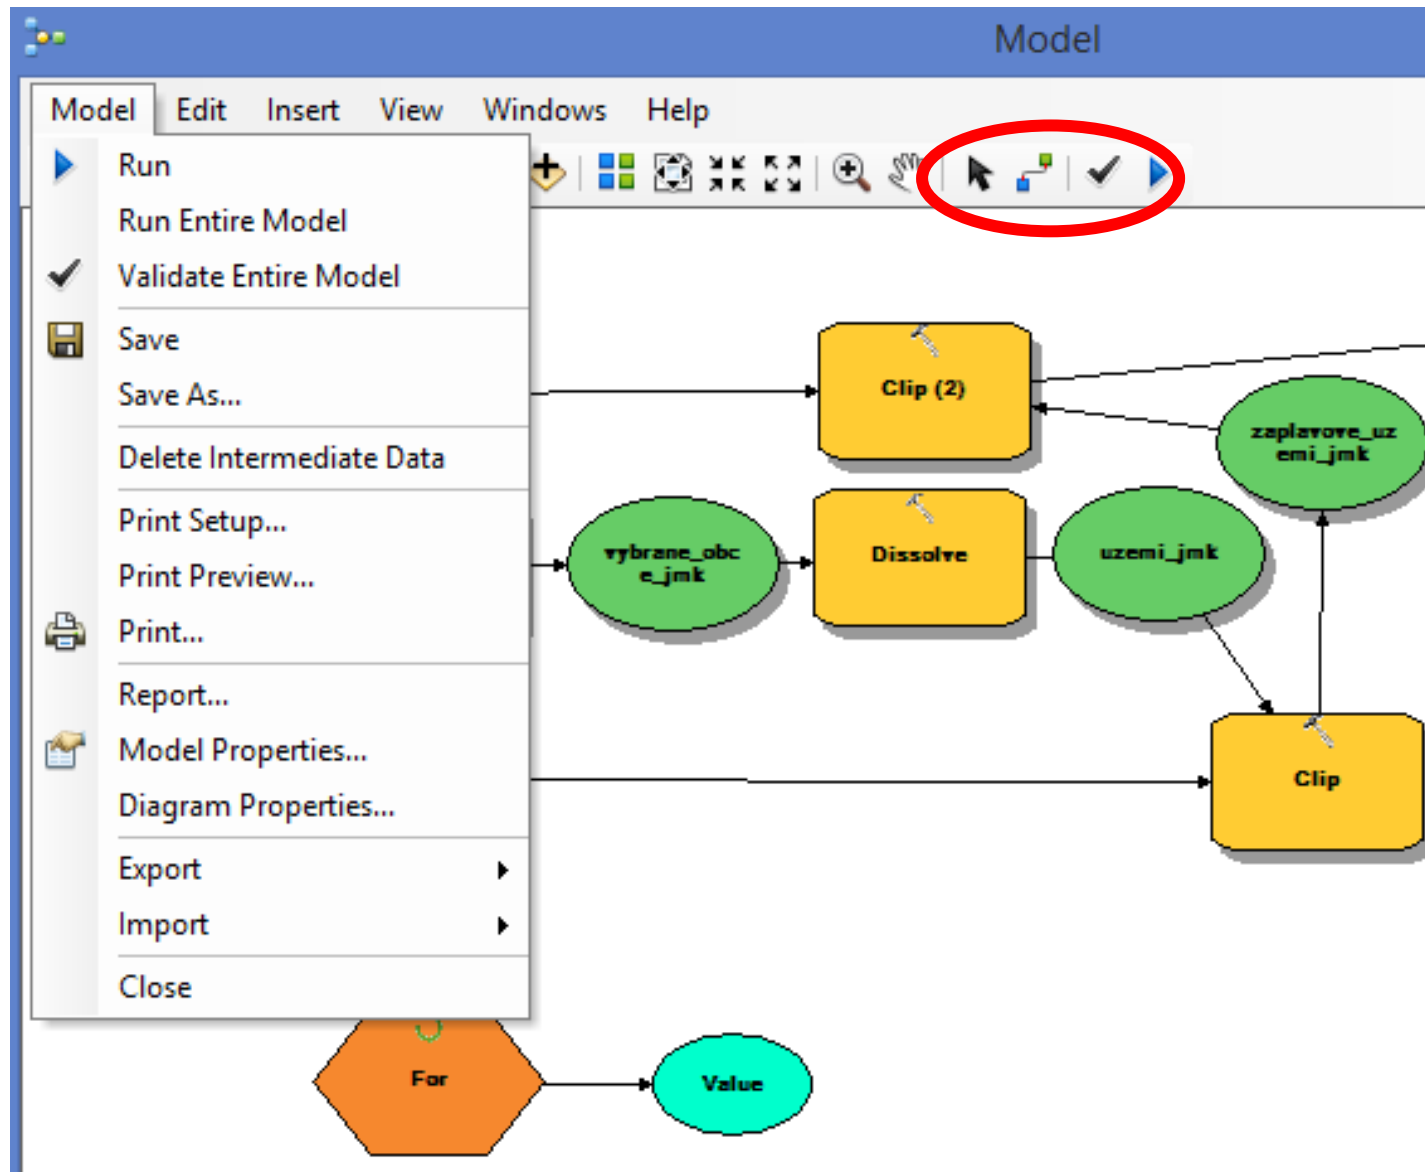 Model
Model Edit Insert View Windows Help
Run
Run Entire Model
Validate Entire Model
Save
Save As...
Delete Intermediate Data
Print Setup...
Print Preview...
Print...
Report...
Model Properties...
Diagram Properties...
Export
Import
Close
Clip (2)
zaplavove_uz
emi_jmk
vybrane_obc
e_jmk
Dissolve
uzemi_jmk
Clip
For
Value